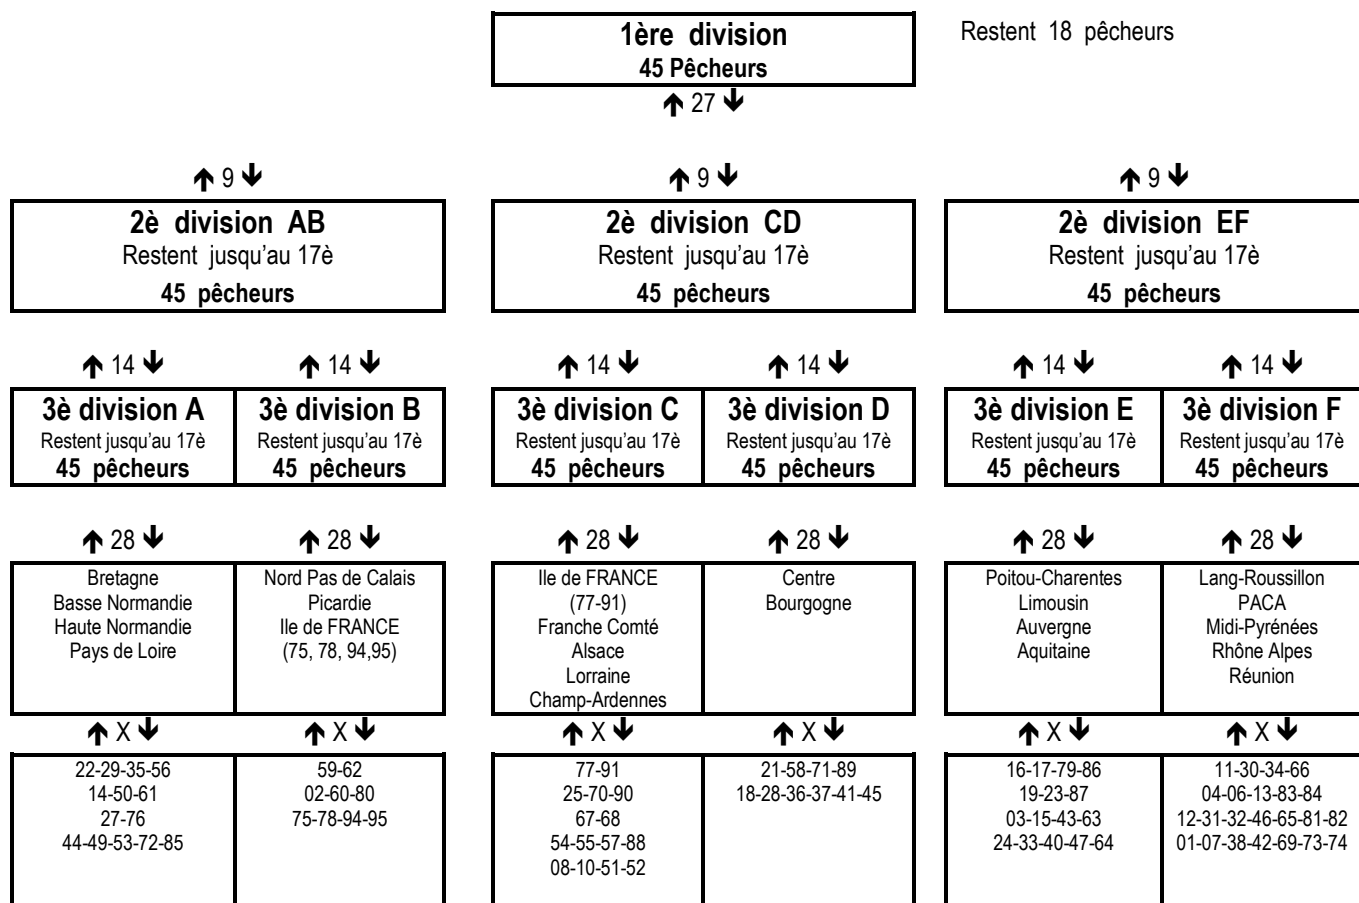 1ère division
45 Pêcheurs
Restent 18 pêcheurs
🡹 27 🡻
🡹 9 🡻
🡹 9 🡻
🡹 9 🡻
2è division AB
Restent jusqu'au 17è
45 pêcheurs
2è division CD
Restent jusqu'au 17è
45 pêcheurs
2è division EF
Restent jusqu'au 17è
45 pêcheurs
🡹 14 🡻
🡹 14 🡻
🡹 14 🡻
🡹 14 🡻
🡹 14 🡻
🡹 14 🡻
3è division A
Restent jusqu'au 17è
45 pêcheurs
3è division B
Restent jusqu'au 17è
45 pêcheurs
3è division C
Restent jusqu'au 17è
45 pêcheurs
3è division D
Restent jusqu'au 17è
45 pêcheurs
3è division E
Restent jusqu'au 17è
45 pêcheurs
3è division F
Restent jusqu'au 17è
45 pêcheurs
🡹 28 🡻
🡹 28 🡻
🡹 28 🡻
🡹 28 🡻
🡹 28 🡻
🡹 28 🡻
Bretagne
Basse Normandie
Haute Normandie
Pays de Loire
Nord Pas de Calais
Picardie
Ile de FRANCE
(75, 78, 94,95)
Ile de FRANCE
(77-91)
Franche Comté
Alsace
Lorraine
Champ-Ardennes
Centre
Bourgogne
Poitou-Charentes
Limousin
Auvergne
Aquitaine
Lang-Roussillon
PACA
Midi-Pyrénées
Rhône Alpes
Réunion
🡹 X 🡻
🡹 X 🡻
🡹 X 🡻
🡹 X 🡻
🡹 X 🡻
🡹 X 🡻
22-29-35-56
14-50-61
27-76
44-49-53-72-85
59-62
02-60-80
75-78-94-95
77-91
25-70-90
67-68
54-55-57-88
08-10-51-52
21-58-71-89
18-28-36-37-41-45
16-17-79-86
19-23-87
03-15-43-63
24-33-40-47-64
11-30-34-66
04-06-13-83-84
12-31-32-46-65-81-82
01-07-38-42-69-73-74